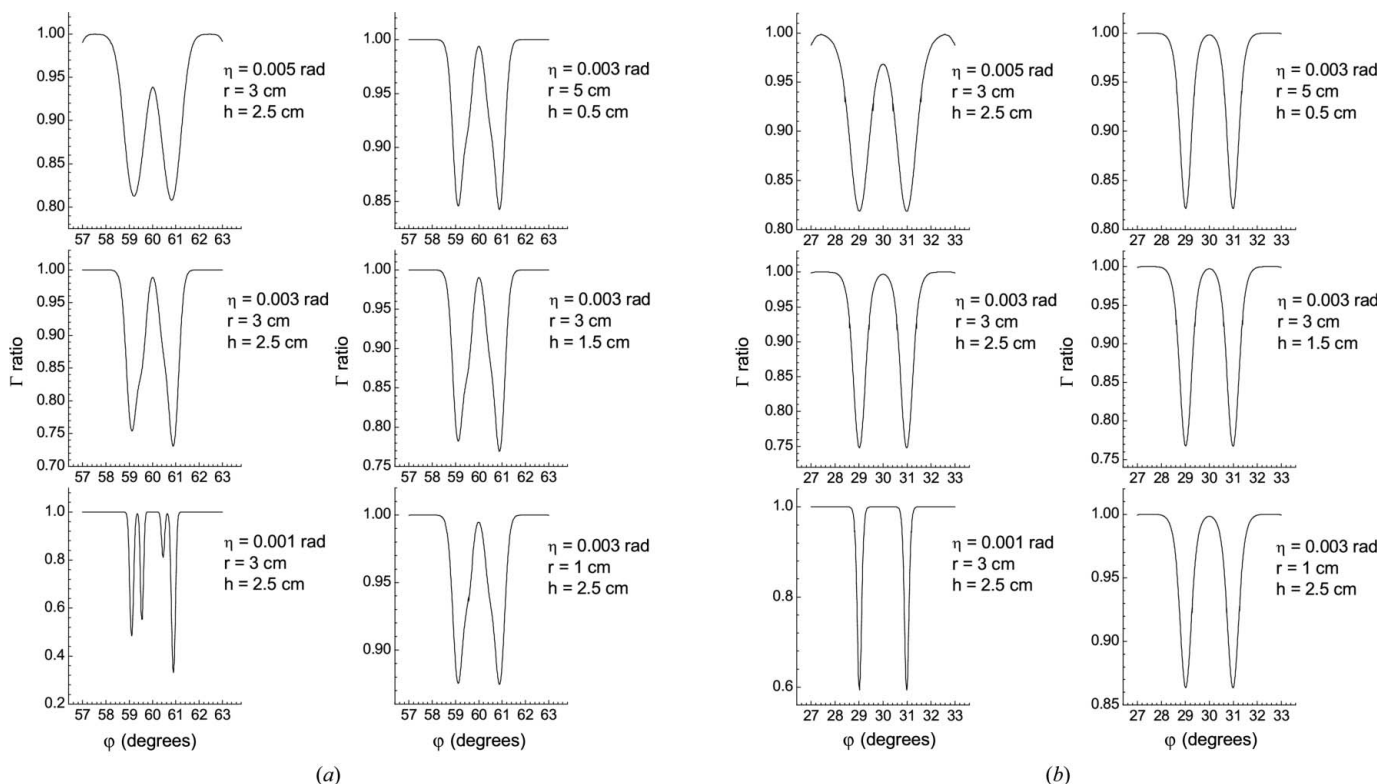 1.00
0.95
0.90
0.85
0.80
57 58 59 60 61 62 63
η = 0.005 rad
r = 3 cm
h = 2.5 cm
1.00
0.95
0.90
0.85
57 58 59 60 61 62 63
η = 0.003 rad
r = 5 cm
h = 0.5 cm
1.00
0.95
0.90
0.85
0.80
0.75
0.70
57 58 59 60 61 62 63
Γ ratio
η = 0.003 rad
r = 3 cm
h = 2.5 cm
1.00
0.95
0.90
0.85
0.80
0.75
57 58 59 60 61 62 63
Γ ratio
η = 0.003 rad
r = 3 cm
h = 1.5 cm
1.0
0.8
0.6
0.4
0.2
57 58 59 60 61 62 63
η = 0.001 rad
r = 3 cm
h = 2.5 cm
φ (degrees)
1.00
0.95
0.90
57 58 59 60 61 62 63
η = 0.003 rad
r = 1 cm
h = 2.5 cm
φ (degrees)
(a)
1.00
0.95
0.90
0.85
0.80
27 28 29 30 31 32 33
η = 0.005 rad
r = 3 cm
h = 2.5 cm
1.00
0.95
0.90
0.85
0.80
27 28 29 30 31 32 33
η = 0.003 rad
r = 5 cm
h = 0.5 cm
1.00
0.95
0.90
0.85
0.80
0.75
27 28 29 30 31 32 33
Γ ratio
η = 0.003 rad
r = 3 cm
h = 2.5 cm
1.00
0.95
0.90
0.85
0.80
0.75
27 28 29 30 31 32 33
Γ ratio
η = 0.003 rad
r = 3 cm
h = 1.5 cm
1.0
0.8
0.6
27 28 29 30 31 32 33
η = 0.001 rad
r = 3 cm
h = 2.5 cm
φ (degrees)
1.00
0.95
0.90
0.85
27 28 29 30 31 32 33
η = 0.003 rad
r = 1 cm
h = 2.5 cm
φ (degrees)
(b)